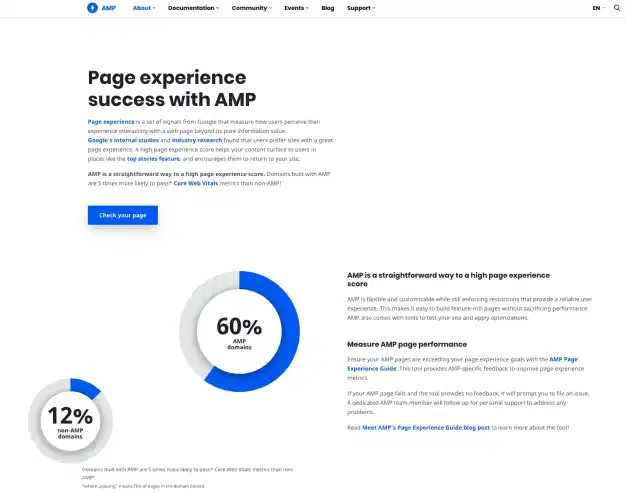 AMP
About
Documentation
Community
Events
Blog
Support
EN
Page experience
success with AMP
Page experience is a set of signals from Google that measure how users perceive their
experience interacting with a web page beyond its pure information value.
Google's internal studies and industry research found that users prefer sites with a great
page experience. A high page experience score helps your content surface to users in
places like the top stories feature, and encourages them to return to your site.
AMP is a straightforward way to a high page experience score. Domains built with AMP
are 5 times more likely to pass* Core Web Vitals metrics than non-AMP!
Check your page
60%
AMP
domains
12%
non-AMP
domains
Domains built with AMP are 5 times more likely to pass* Core Web Vitals metrics than non-
AMP!
*where „passing" means 75% of pages in the domain succeed
AMP is a straightforward way to a high page experience
score
AMP is flexible and customizable while still enforcing restrictions that provide a reliable user
experience. This makes it easy to build feature-rich pages without sacrificing performance.
AMP also comes with tools to test your site and apply optimizations.
Measure AMP page performance
Ensure your AMP pages are exceeding your page experience goals with the AMP Page
Experience Guide. This tool provides AMP-specific feedback to improve page experience
metrics.
If your AMP page fails and the tool provides no feedback, it will prompt you to file an issue.
A dedicated AMP team member will follow up for personal support to address any
problems.
Read Meet AMP's Page Experience Guide blog post to learn more about the tool!